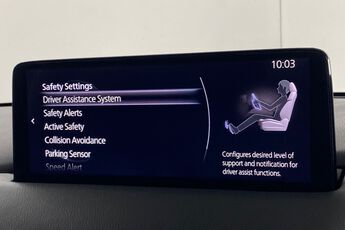 10:03
Safety Settings
Driver Assistance System
Safety Alerts
Active Safety
Collision Avoidance
Parking Sensor
Speed Alert
Configures desired level of
support and notification for
driver assist functions.